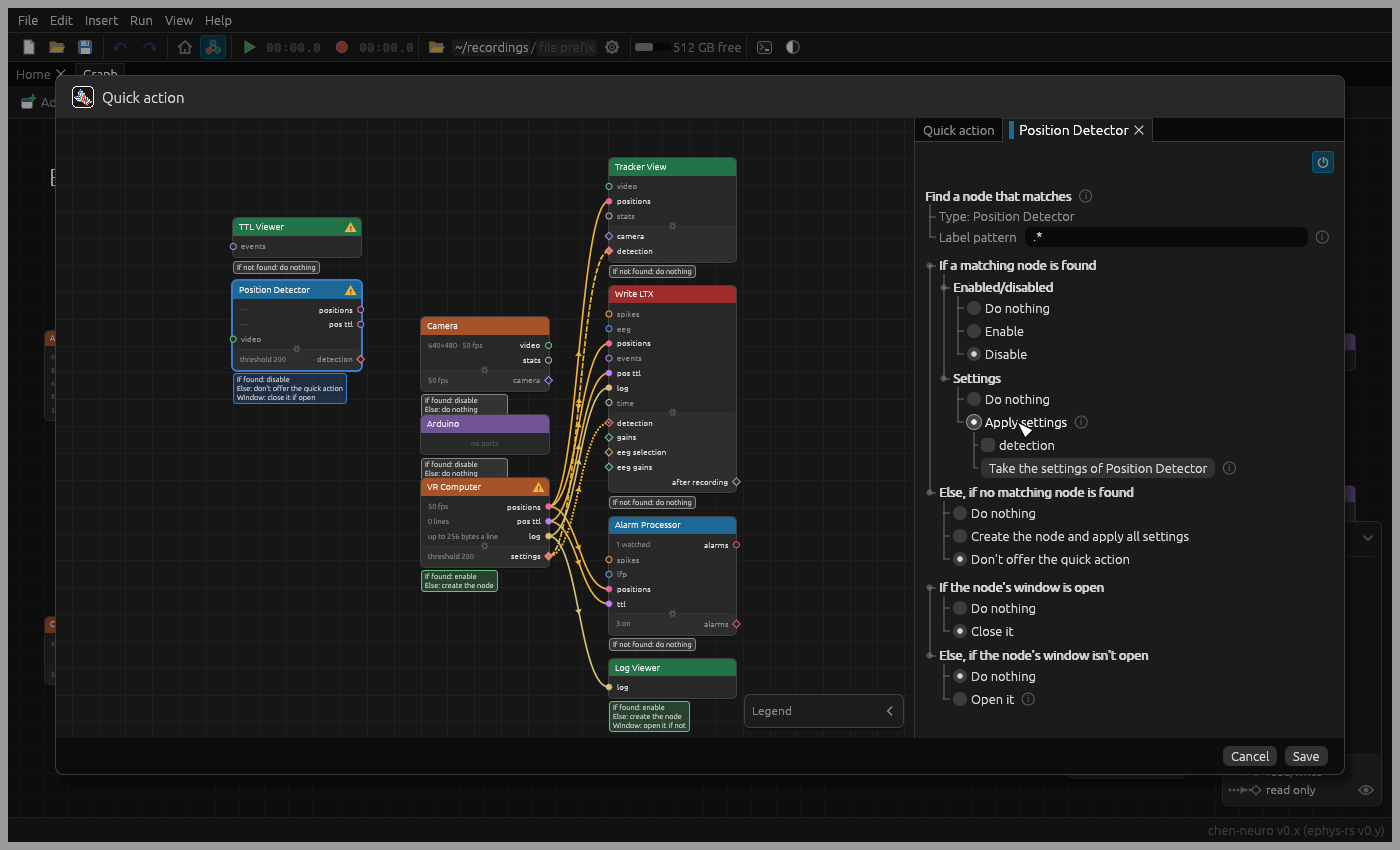 File Edit Insert Run View Help
00:00.0 00:00.0 ~/recordings/ file prefix 512 GB free
Home Graph
Quick action
Quick action Position Detector
Find a node that matches
Type: Position Detector
Label pattern .*
If a matching node is found
Enabled/disabled
Do nothing
Enable
Disable
Settings
Do nothing
Apply settings
detection
Take the settings of Position Detector
Else, if no matching node is found
Do nothing
Create the node and apply all settings
Don't offer the quick action
If the node's window is open
Do nothing
Close it
Else, if the node's window isn't open
Do nothing
Open it
TTL Viewer
events
If not found: do nothing
Position Detector
positions
pos ttl
video
threshold 200 detection
If found: disable
Else: don't offer the quick action
Window: close it if open
Camera
640×480 · 50 fps video
stats
50 fps camera
If found: disable
Else: do nothing
Arduino
no ports
If found: disable
Else: do nothing
VR Computer
50 fps positions
0 lines pos ttl
up to 256 bytes a line log
threshold 200 settings
If found: enable
Else: create the node
Tracker View
video
positions
stats
camera
detection
If not found: do nothing
Write LTX
spikes
eeg
positions
events
pos ttl
log
time
detection
gains
eeg selection
eeg gains
after recording
If not found: do nothing
Alarm Processor
1 watched alarms
spikes
lfp
positions
ttl
3 on alarms
If not found: do nothing
Log Viewer
log
If found: enable
Else: create the node
Window: open it if not
Legend
Cancel Save
read only
chen-neuro v0.x (ephys-rs v0.y)